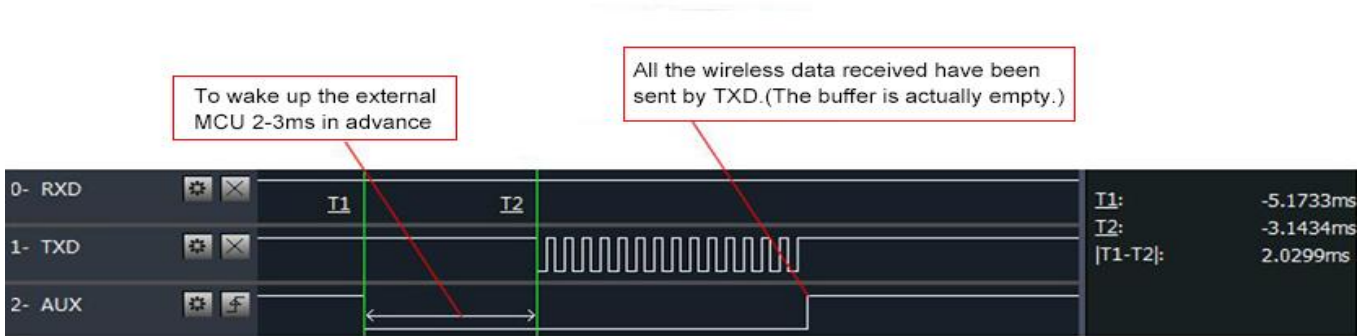 To wake up the external
MCU 2-3ms in advance
All the wireless data received have been
sent by TXD.(The buffer is actually empty.)
0- RXD
T1
T2
1- TXD
2- AUX
T1: -5.1733ms
T2: -3.1434ms
|T1-T2|: 2.0299ms